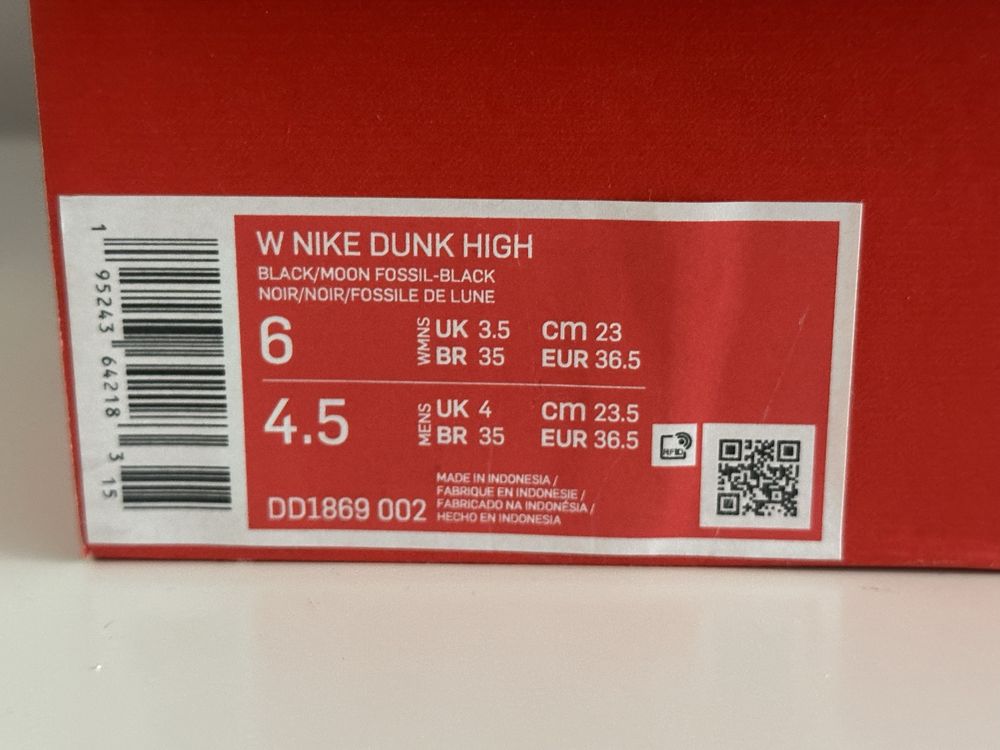 W NIKE DUNK HIGH
BLACK/MOON FOSSIL-BLACK
NOIR/NOIR/FOSSILE DE LUNE
6 WMNS UK 3.5 cm 23
BR 35 EUR 36.5
4.5 MENS UK 4 cm 23.5
BR 35 EUR 36.5
RFID
MADE IN INDONESIA /
FABRIQUE EN INDONESIE /
FABRICADO NA INDONÉSIA /
HECHO EN INDONESIA
DD1869 002
1 95243 64218 3 15